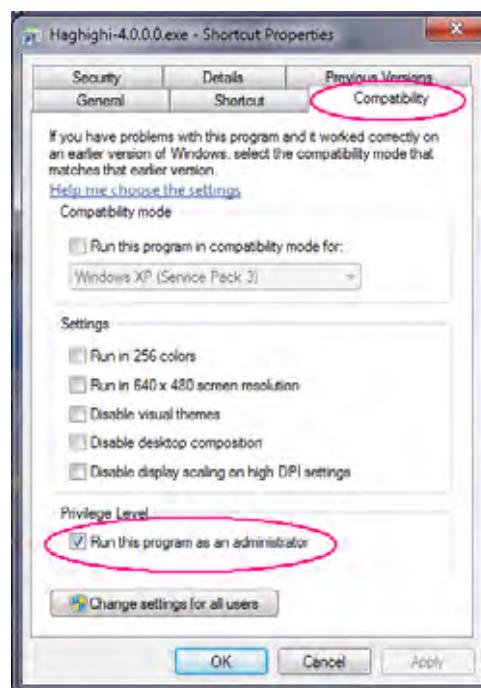 Haghighi-4.0.0.0.exe - Shortcut Properties
Security Details Previous Versions
General Shortcut Compatibility
If you have problems with this program and it worked correctly on
an earlier version of Windows, select the compatibility mode that
matches that earlier version.
Help me choose the settings
Compatibility mode
Run this program in compatibility mode for:
Windows XP (Service Pack 3)
Settings
Run in 256 colors
Run in 640 x 480 screen resolution
Disable visual themes
Disable desktop composition
Disable display scaling on high DPI settings
Privilege Level
Run this program as an administrator
Change settings for all users
OK Cancel Apply